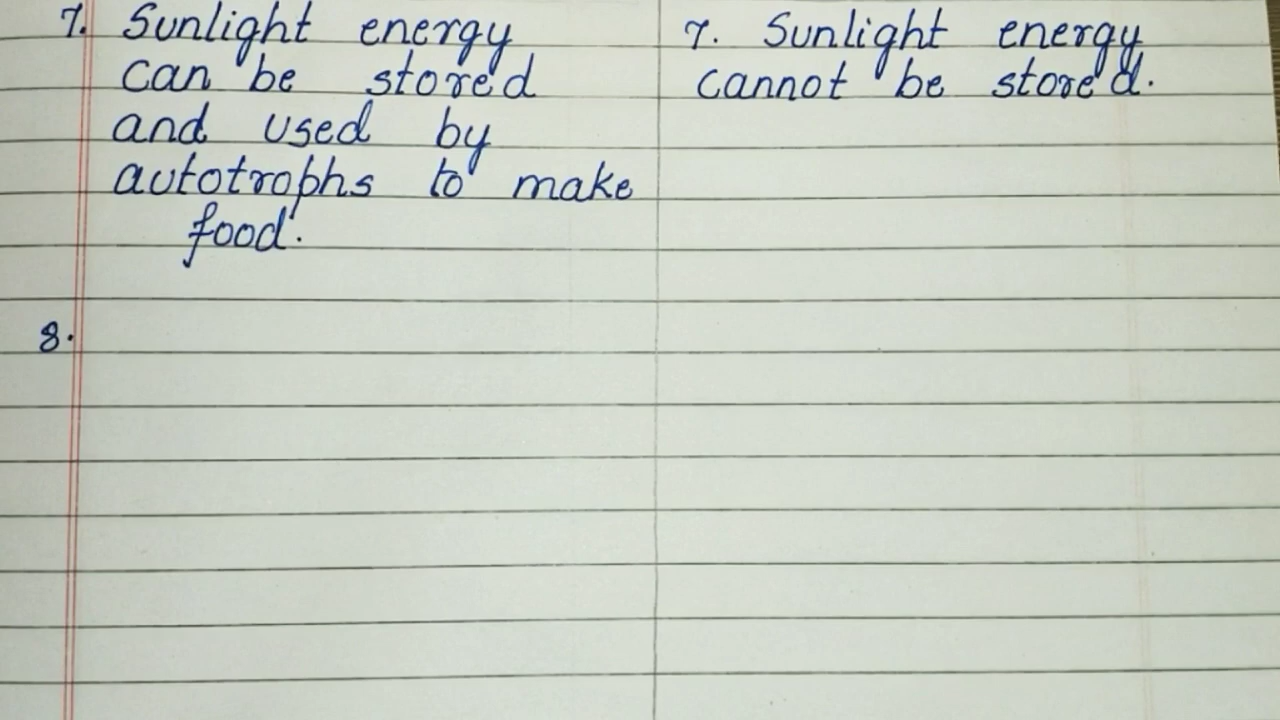 7. Sunlight energy
can be stored
and used by
autotrophs to make
food.
7. Sunlight energy
cannot be stored.
8.